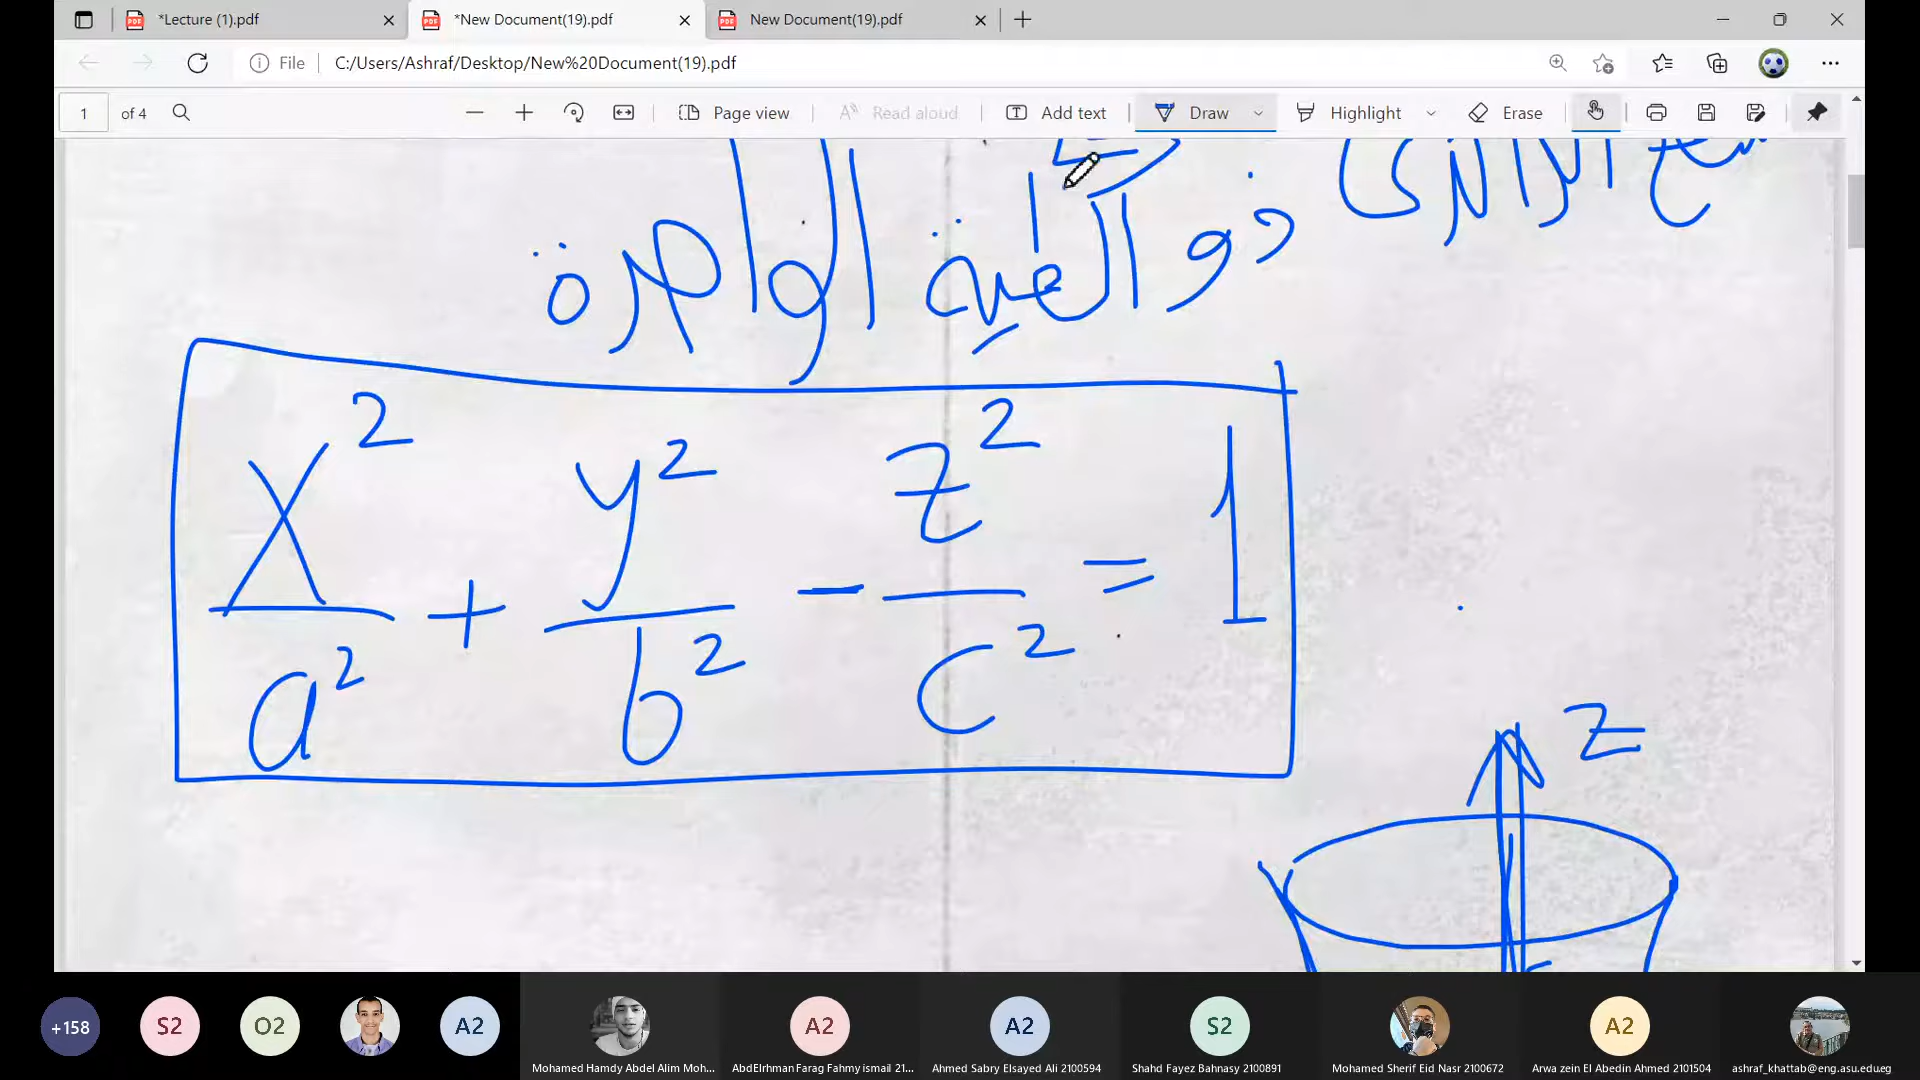 *Lecture (1).pdf
*New Document(19).pdf
New Document(19).pdf
File
C:/Users/Ashraf/Desktop/New%20Document(19).pdf
1 of 4
Page view
Read aloud
Add text
Draw
Highlight
Erase
ذو العينة الواحدة
X²/a² + y²/b² - z²/c² = 1
Z
+158
S2
O2
A2
A2
A2
S2
A2
Mohamed Hamdy Abdel Alim Moh...
AbdElrhman Farag Fahmy ismail 21...
Ahmed Sabry Elsayed Ali 2100594
Shahd Fayez Bahnasy 2100891
Mohamed Sherif Eid Nasr 2100672
Arwa zein El Abedin Ahmed 2101504
ashraf_khattab@eng.asu.edu.eg